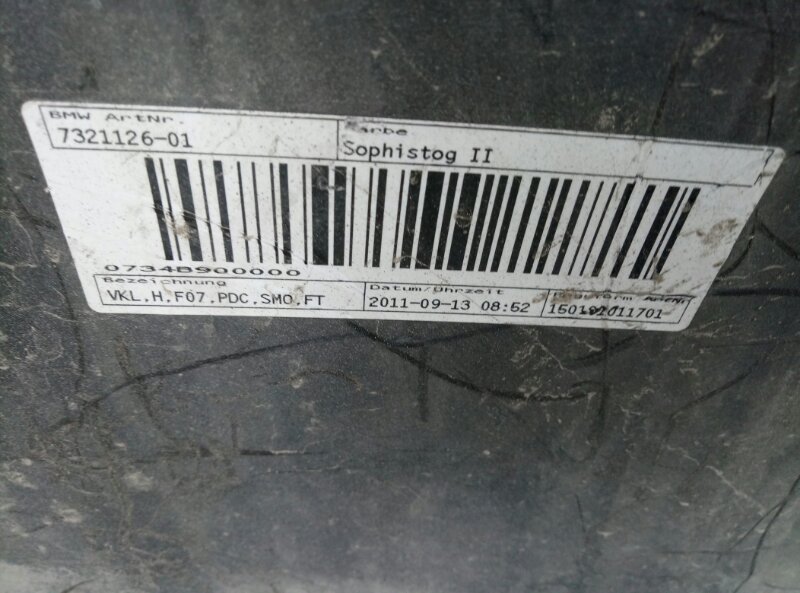 BMW ArtNr.
7321126-01
Farbe
Sophistog II
07348900000
Bezeichnung
VKL.H.F07.PDC.SMO.FT
Datum/Uhrzeit
2011-09-13 08:52